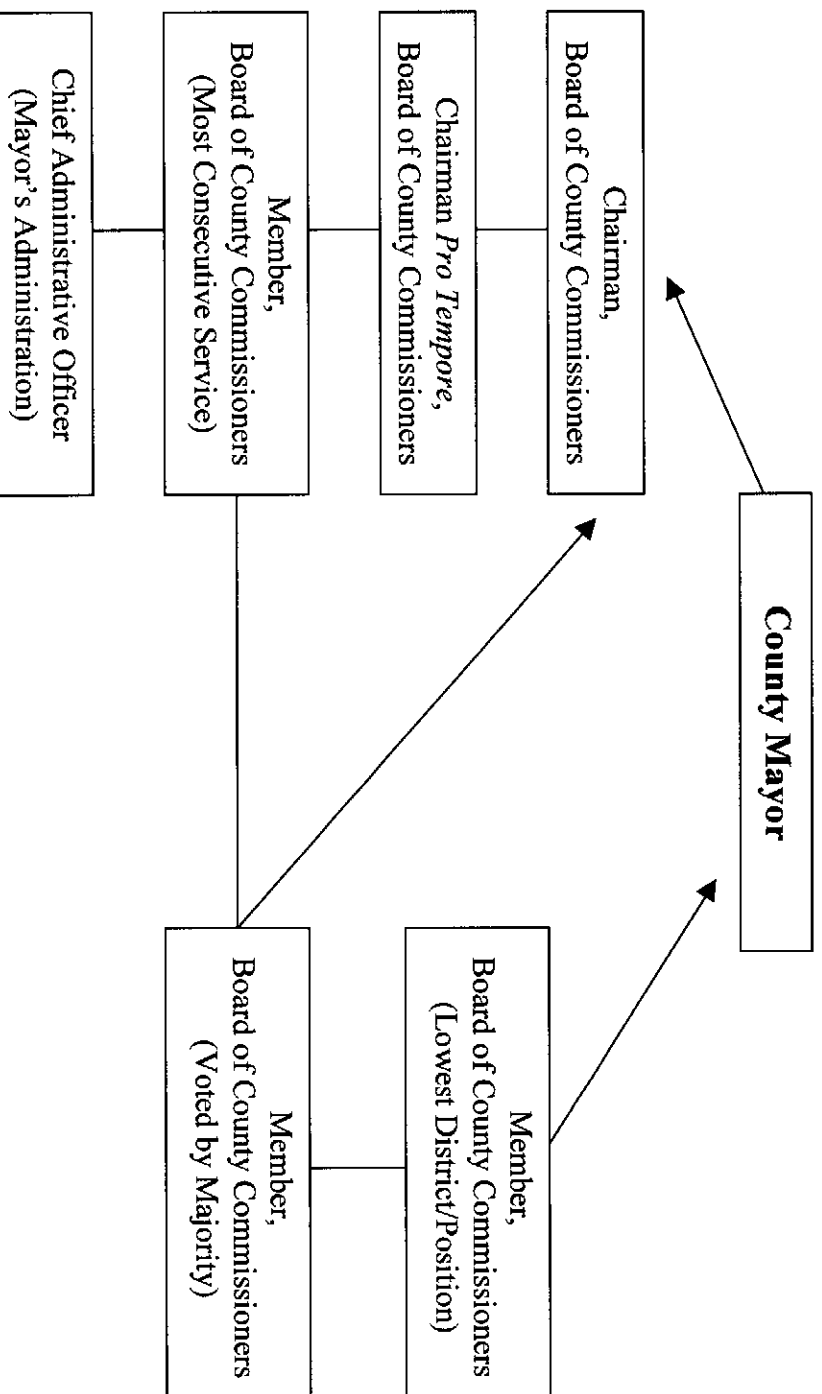 County Mayor
Chairman,
Board of County Commissioners
Chairman Pro Tempore,
Board of County Commissioners
Member,
Board of County Commissioners
(Most Consecutive Service)
Chief Administrative Officer
(Mayor's Administration)
Member,
Board of County Commissioners
(Lowest District/Position)
Member,
Board of County Commissioners
(Voted by Majority)